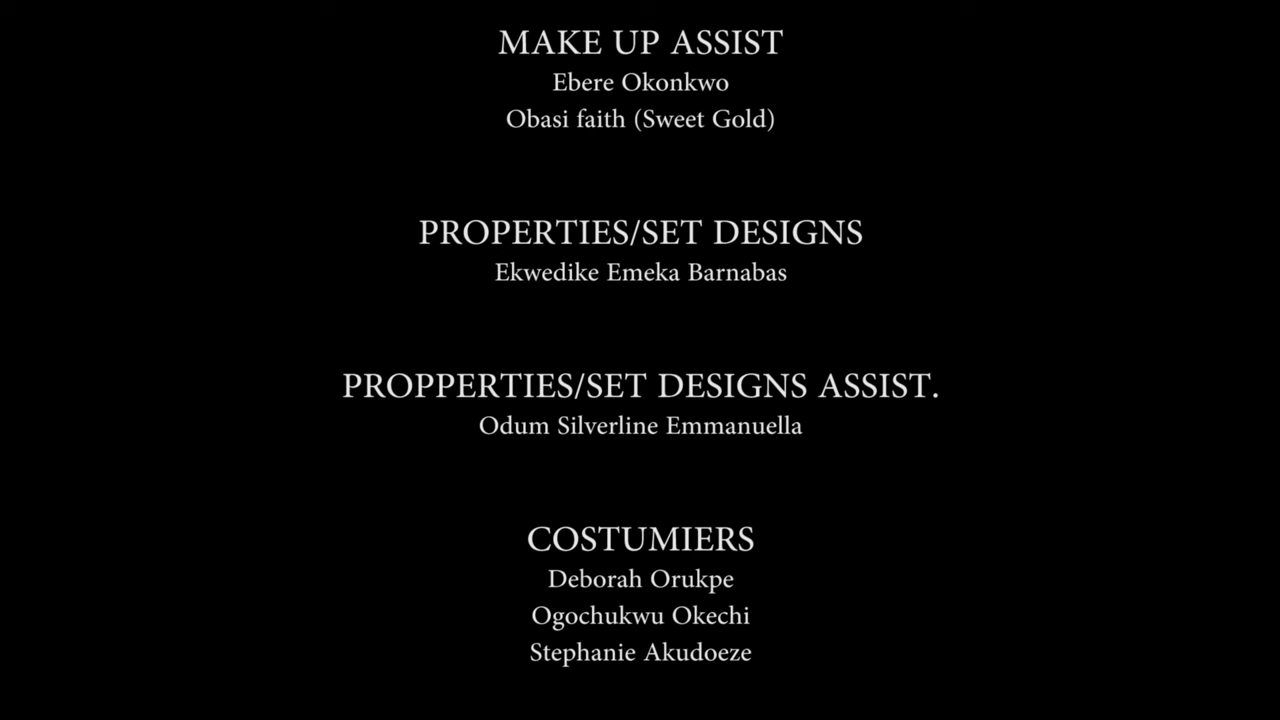 MAKE UP ASSIST
Ebere Okonkwo
Obasi faith (Sweet Gold)
PROPERTIES/SET DESIGNS
Ekwedike Emeka Barnabas
PROPPERTIES/SET DESIGNS ASSIST.
Odum Silverline Emmanuella
COSTUMIERS
Deborah Orukpe
Ogochukwu Okechi
Stephanie Akudoeze